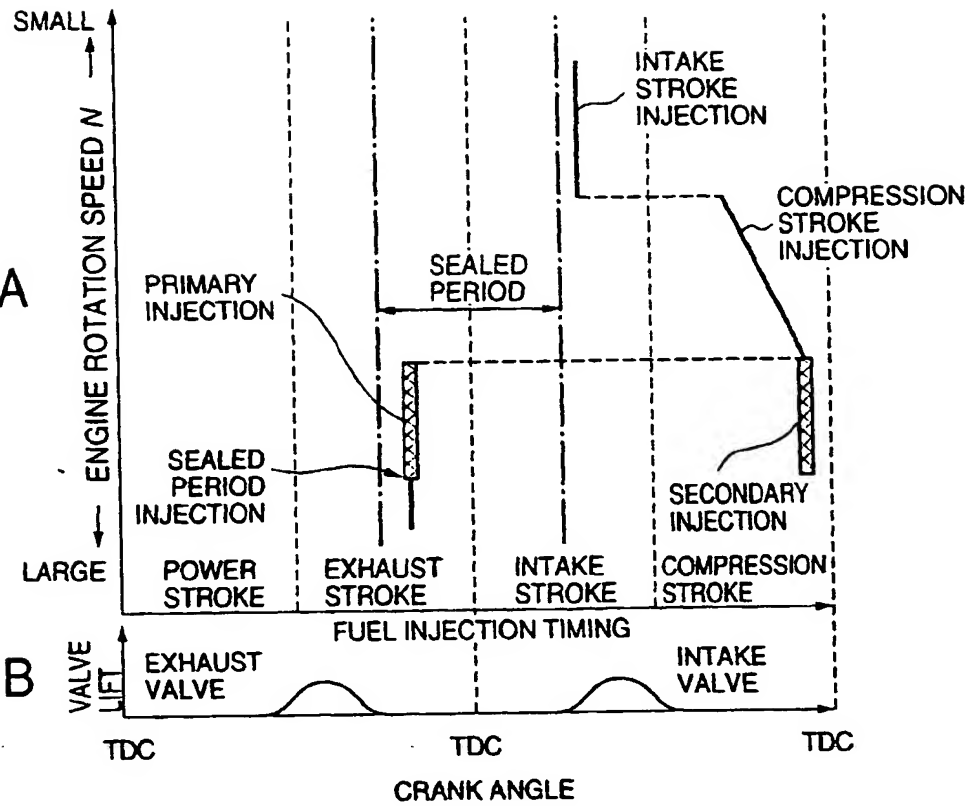 SMALL
ENGINE ROTATION SPEED N
LARGE
A
INTAKE
STROKE
INJECTION
COMPRESSION
STROKE
INJECTION
SEALED
PERIOD
PRIMARY
INJECTION
SEALED
PERIOD
INJECTION
SECONDARY
INJECTION
POWER
STROKE
EXHAUST
STROKE
INTAKE
STROKE
COMPRESSION
STROKE
FUEL INJECTION TIMING
B
VALVE
LIFT
EXHAUST
VALVE
INTAKE
VALVE
TDC
TDC
TDC
CRANK ANGLE